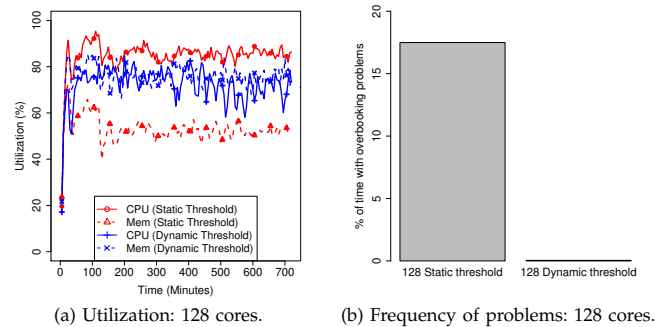 100
80
60
40
20
0
Utilization (%)
CPU (Static Threshold)
Mem (Static Threshold)
CPU (Dynamic Threshold)
Mem (Dynamic Threshold)
0 100 200 300 400 500 600 700
Time (Minutes)
(a) Utilization: 128 cores.
20
15
10
5
0
% of time with overbooking problems
128 Static threshold 128 Dynamic threshold
(b) Frequency of problems: 128 cores.